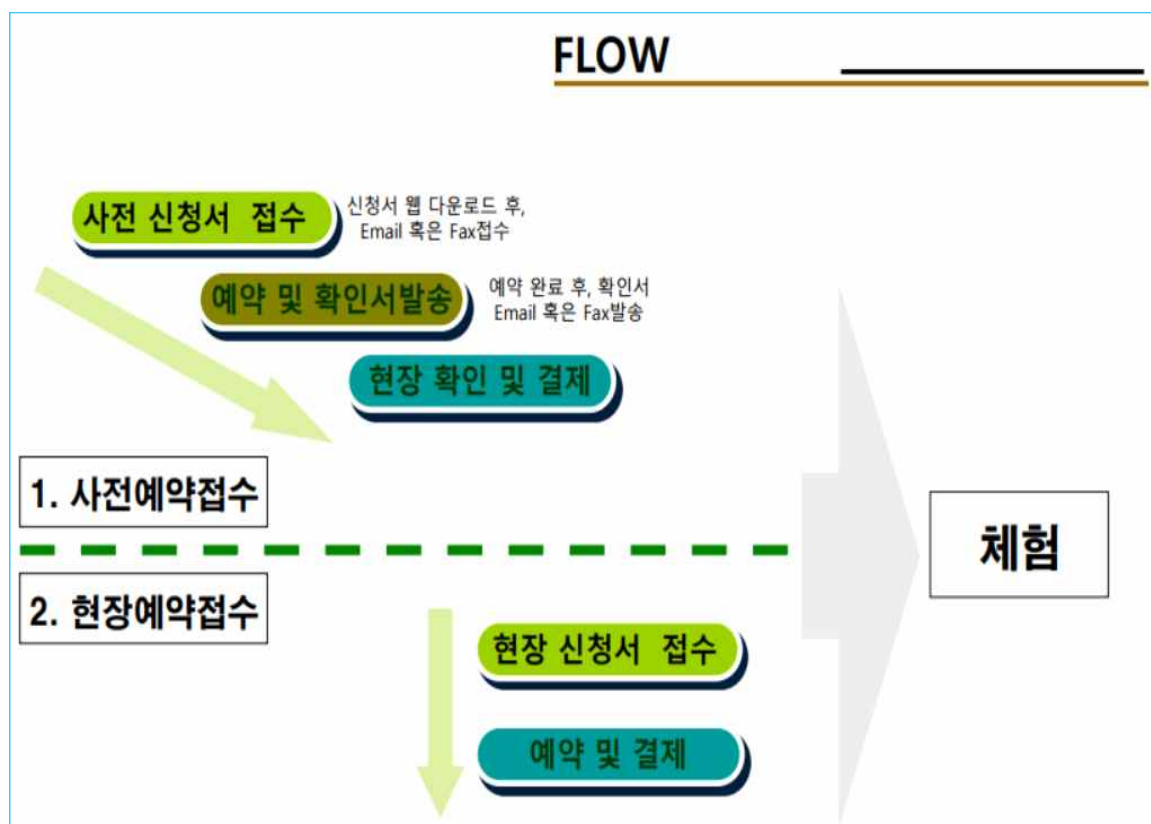 FLOW
사전 신청서 접수
신청서 웹 다운로드 후,
Email 혹은 Fax접수
예약 및 확인서발송
예약 완료 후, 확인서
Email 혹은 Fax발송
현장 확인 및 결제
1. 사전예약접수
체험
2. 현장예약접수
현장 신청서 접수
예약 및 결제